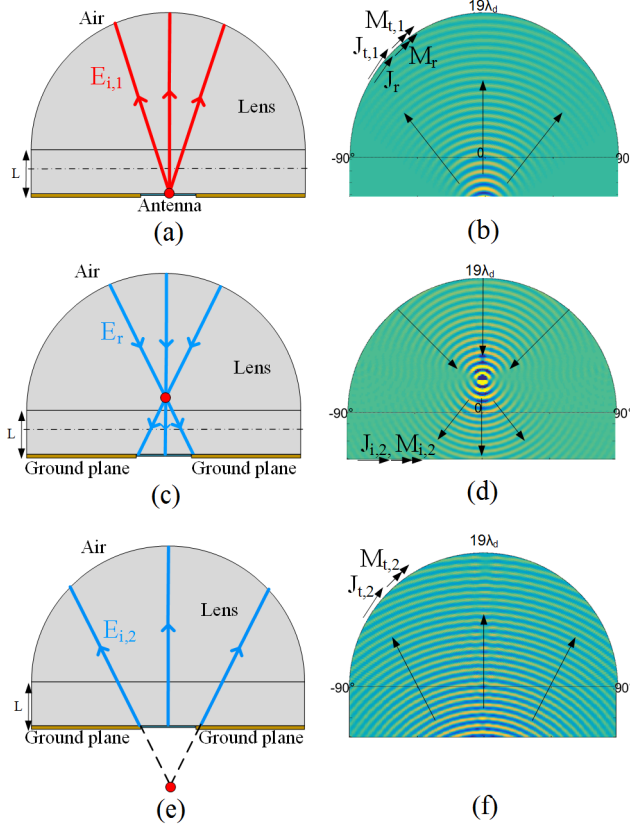 Air
E_{i,1}
Lens
L
Antenna
(a)
19λ_d
M_{t,1}
J_{t,1}
M_r
J_r
-90°
0
90
(b)
Air
E_r
Lens
L
Ground plane
Ground plane
(c)
19λ_d
-90°
0
90°
J_{i,2}, M_{i,2}
(d)
Air
Lens
E_{i,2}
L
Ground plane
Ground plane
(e)
19λ_d
M_{t,2}
J_{t,2}
-90°
90°
(f)